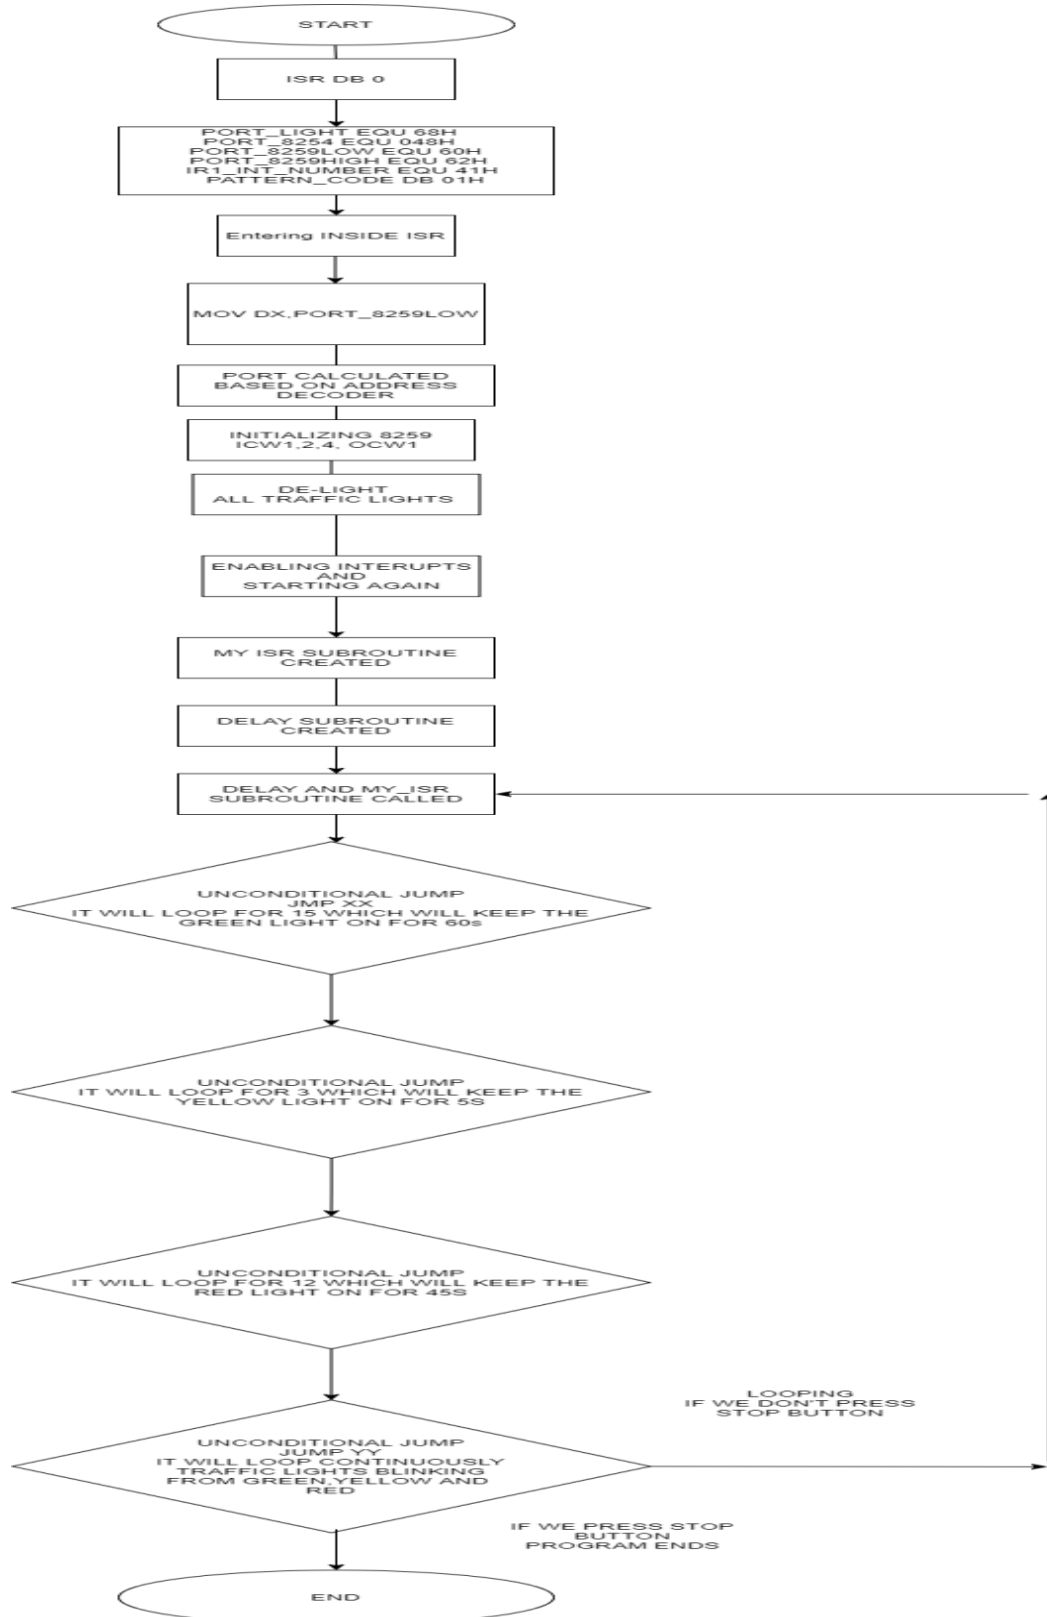 START
ISR DB 0
PORT_LIGHT EQU 68H
PORT_8254 EQU 048H
PORT_8259LOW EQU 60H
PORT_8259HIGH EQU 62H
IR1_INT_NUMBER EQU 41H
PATTERN_CODE DB 01H
Entering INSIDE ISR
MOV DX,PORT_8259LOW
PORT CALCULATED
BASED ON ADDRESS
DECODER
INITIALIZING 8259
ICW1,2,4, OCW1
DE-LIGHT
ALL TRAFFIC LIGHTS
ENABLING INTERUPTS
AND
STARTING AGAIN
MY ISR SUBROUTINE
CREATED
DELAY SUBROUTINE
CREATED
DELAY AND MY_ISR
SUBROUTINE CALLED
UNCONDITIONAL JUMP
JMP XX
IT WILL LOOP FOR 15 WHICH WILL KEEP THE
GREEN LIGHT ON FOR 60s
UNCONDITIONAL JUMP
IT WILL LOOP FOR 3 WHICH WILL KEEP THE
YELLOW LIGHT ON FOR 5S
UNCONDITIONAL JUMP
IT WILL LOOP FOR 12 WHICH WILL KEEP THE
RED LIGHT ON FOR 45S
LOOPING
IF WE DON'T PRESS
STOP BUTTON
UNCONDITIONAL JUMP
JUMP YY
IT WILL LOOP CONTINUOUSLY
TRAFFIC LIGHTS BLINKING
FROM GREEN,YELLOW AND
RED
IF WE PRESS STOP
BUTTON
PROGRAM ENDS
END